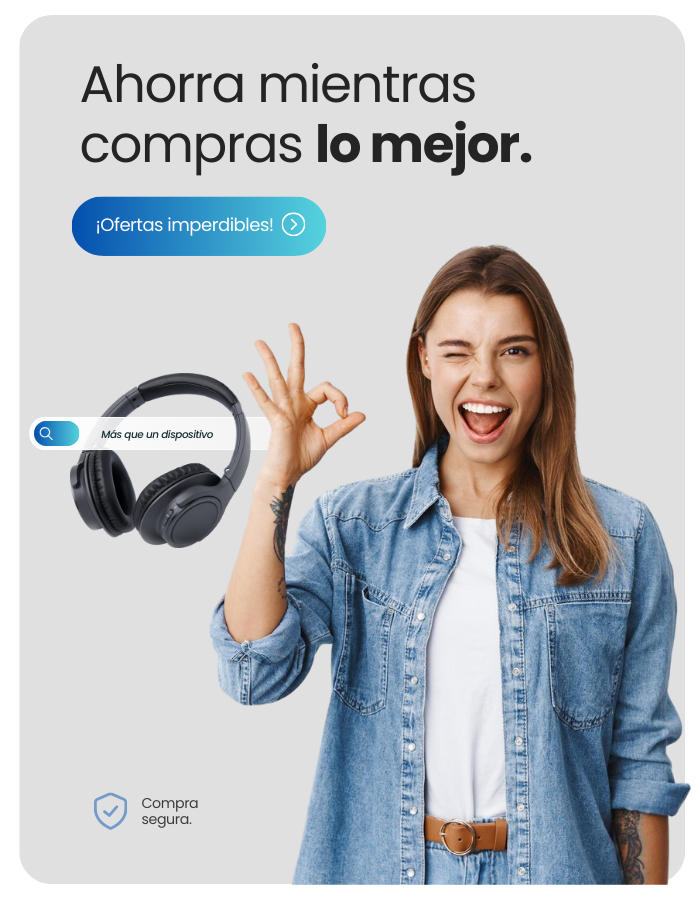 Ahorra mientras
compras lo mejor.
¡Ofertas imperdibles!
Más que un dispositivo
Compra
segura.